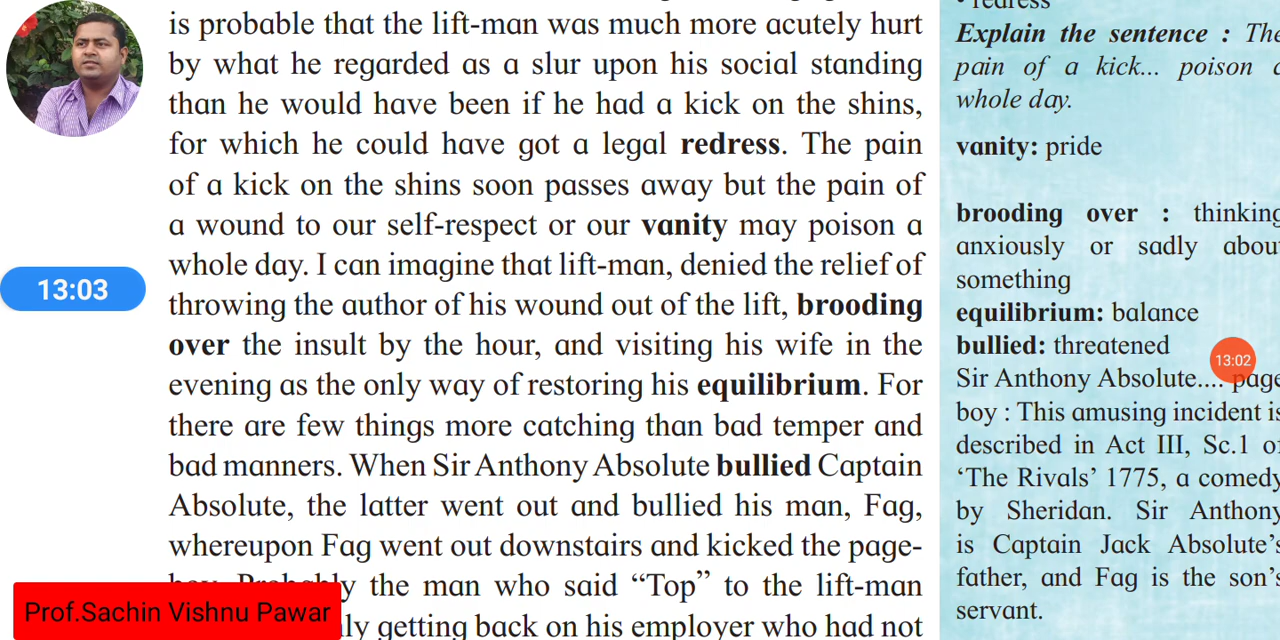 is probable that the lift-man was much more acutely hurt
by what he regarded as a slur upon his social standing
than he would have been if he had a kick on the shins,
for which he could have got a legal redress. The pain
of a kick on the shins soon passes away but the pain of
a wound to our self-respect or our vanity may poison a
whole day. I can imagine that lift-man, denied the relief of
throwing the author of his wound out of the lift, brooding
over the insult by the hour, and visiting his wife in the
evening as the only way of restoring his equilibrium. For
there are few things more catching than bad temper and
bad manners. When Sir Anthony Absolute bullied Captain
Absolute, the latter went out and bullied his man, Fag,
whereupon Fag went out downstairs and kicked the page-
boy. Probably the man who said “Top” to the lift-man
getting back on his employer who had not
• redress
Explain the sentence : The
pain of a kick... poison a
whole day.
vanity: pride
brooding over : thinking
anxiously or sadly about
something
equilibrium: balance
bullied: threatened
Sir Anthony Absolute.... page
boy : This amusing incident is
described in Act III, Sc.1 of
‘The Rivals’ 1775, a comedy
by Sheridan. Sir Anthony
is Captain Jack Absolute’s
father, and Fag is the son’s
servant.
13:03
13:02
Prof.Sachin Vishnu Pawar